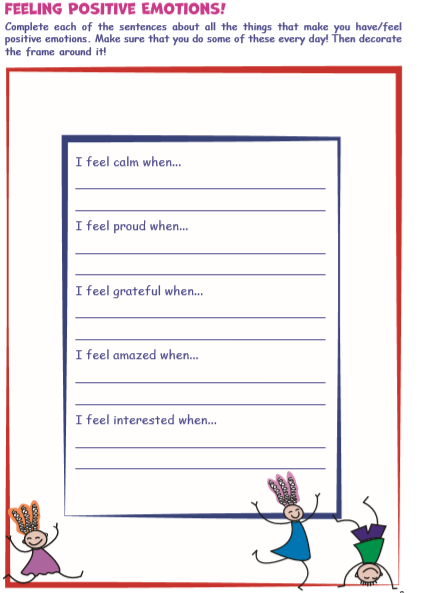 FEELING POSITIVE EMOTIONS!
Complete each of the sentences about all the things that make you have/feel
positive emotions. Make sure that you do some of these every day! Then decorate
the frame around it!
I feel calm when...
I feel proud when...
I feel grateful when...
I feel amazed when...
I feel interested when...